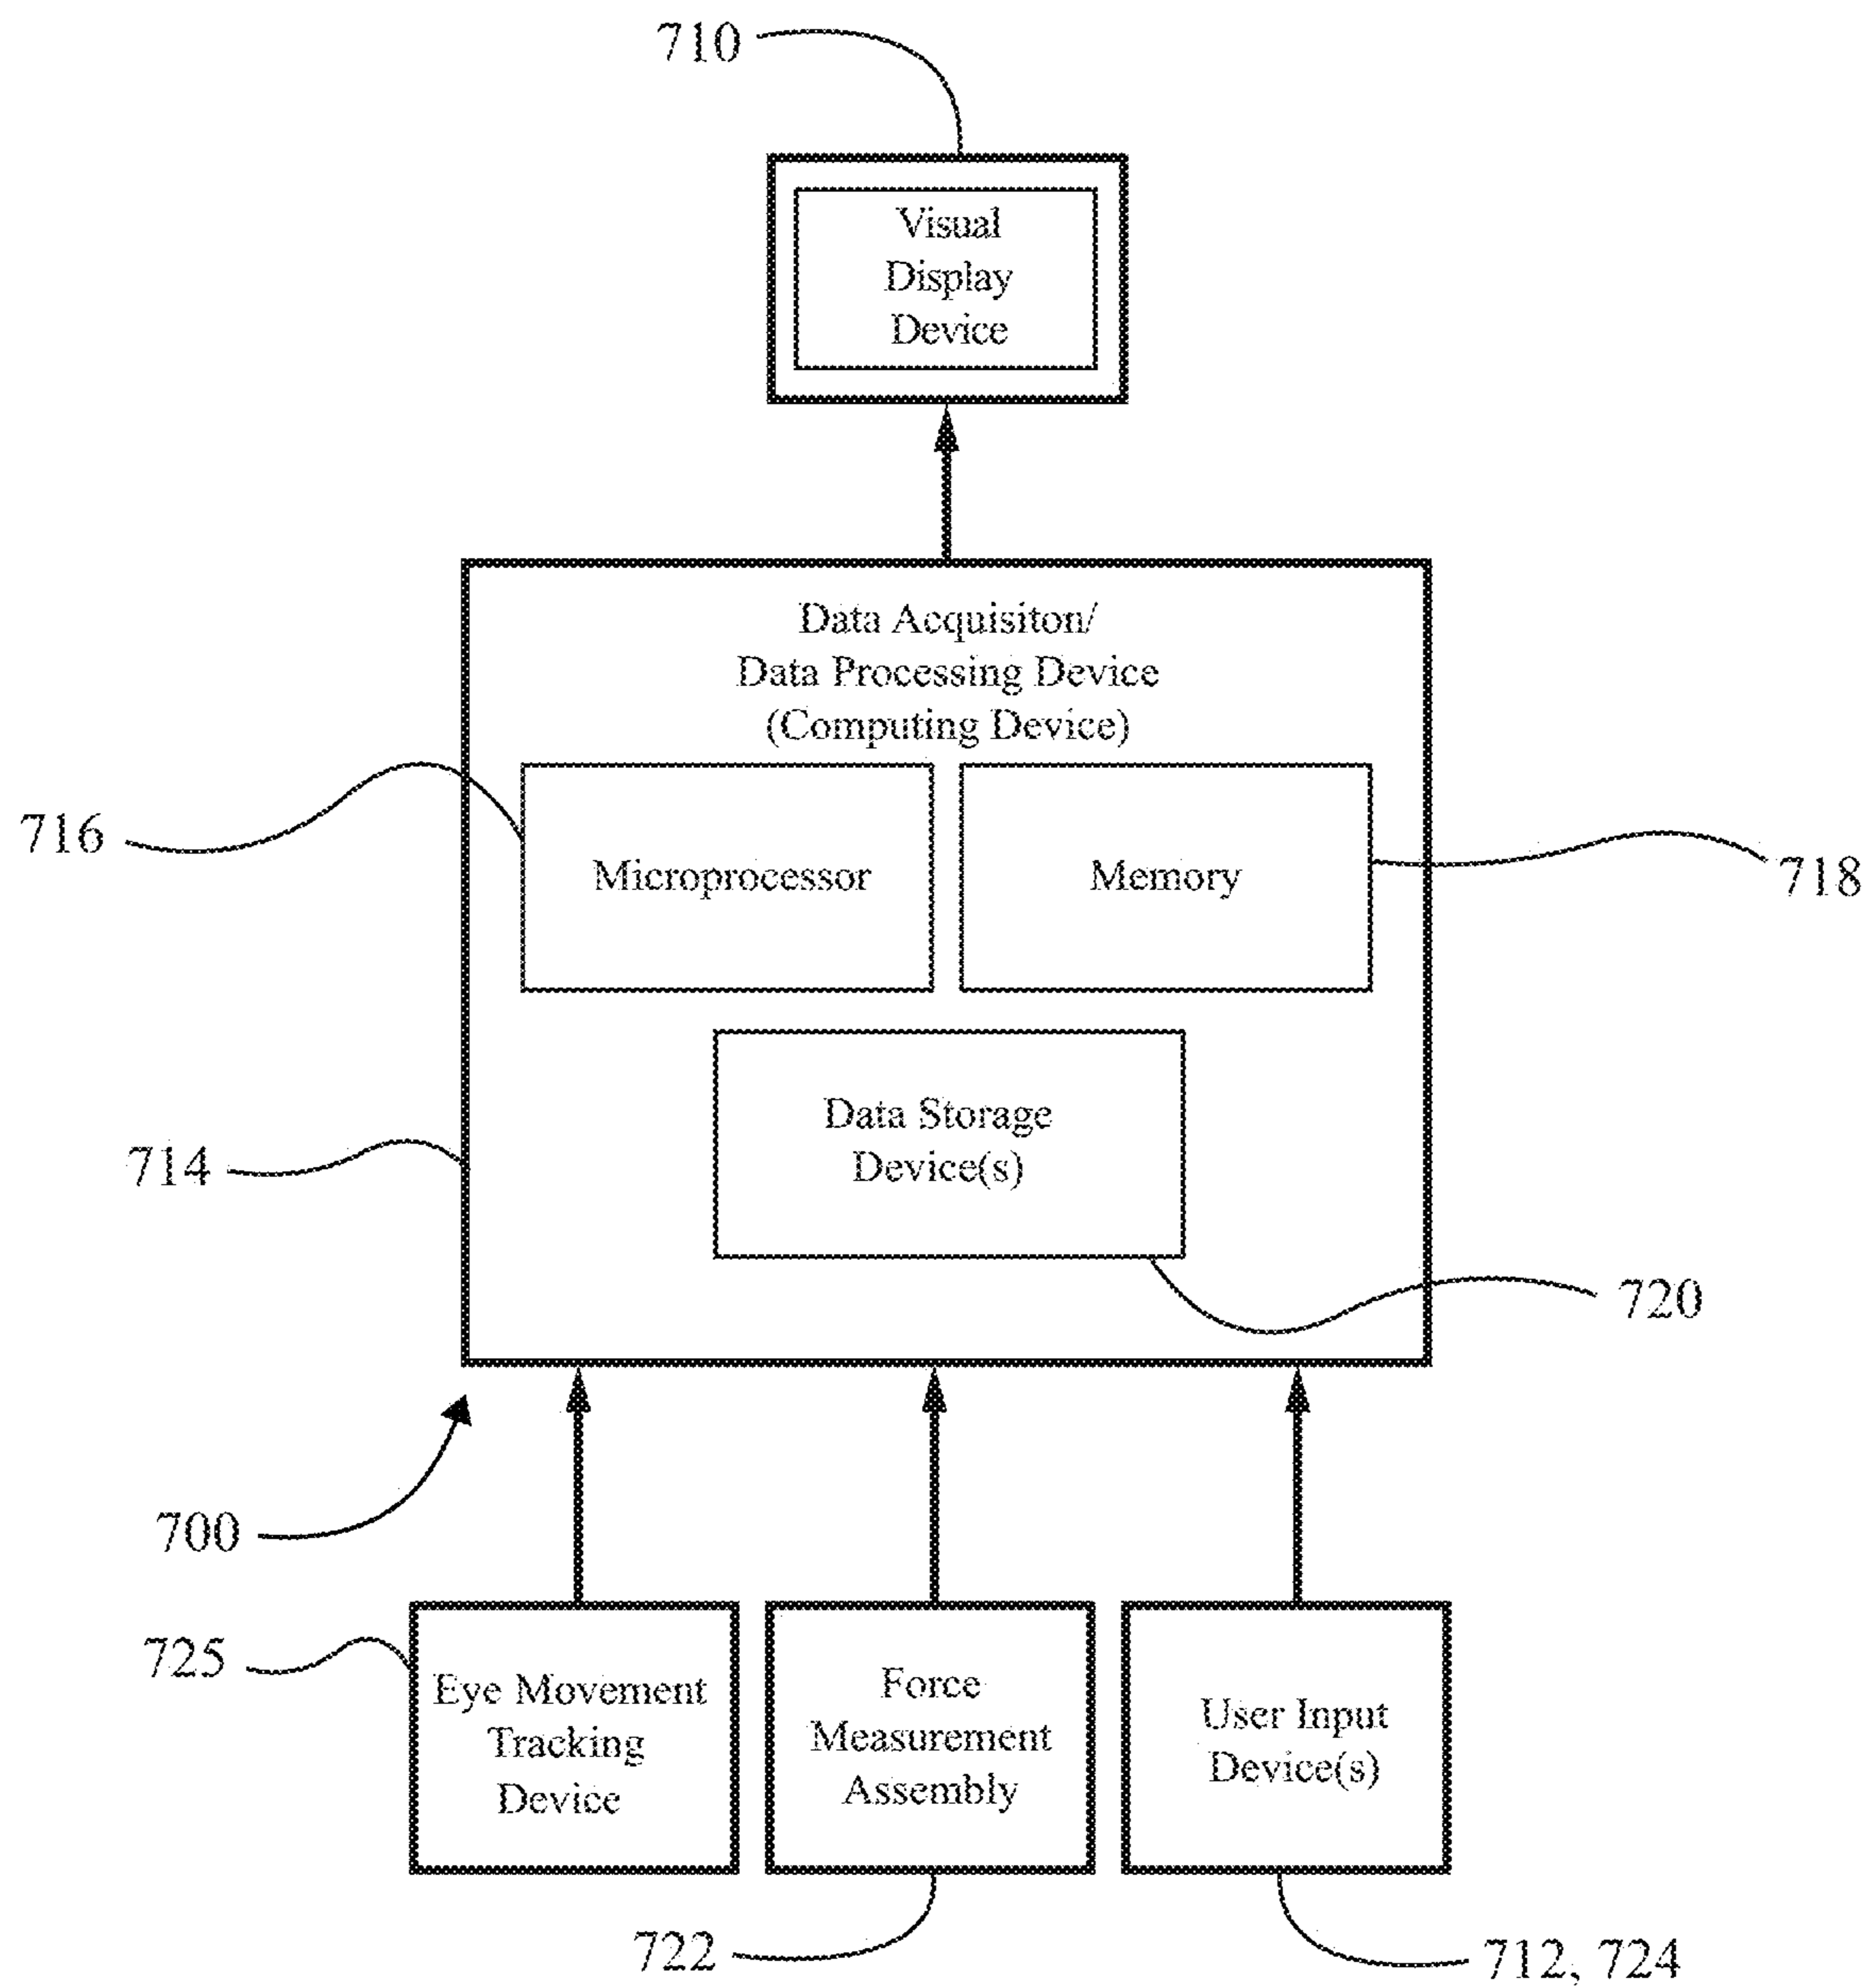 710
Visual
Display
Device
Data Acquisiton/
Data Processing Device
(Computing Device)
716
Microprocessor
Memory
718
714
Data Storage
Device(s)
720
700
725
Eye Movement
Tracking
Device
Force
Measurement
Assembly
User Input
Device(s)
722
712, 724